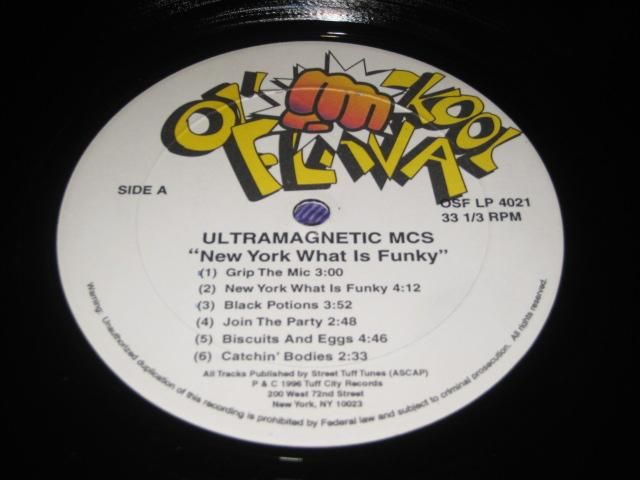 OL' SKOOL
FLAVA
SIDE A
OSF LP 4021
33 1/3 RPM
ULTRAMAGNETIC MCS
"New York What Is Funky"
(1) Grip The Mic 3:00
(2) New York What Is Funky 4:12
(3) Black Potions 3:52
(4) Join The Party 2:48
(5) Biscuits And Eggs 4:46
(6) Catchin' Bodies 2:33
All Tracks Published by Street Tuff Tunes (ASCAP)
P & C 1996 Tuff City Records
200 West 72nd Street
New York, NY 10023
Warning: Unauthorized duplication of this recording is prohibited by Federal law and subject to criminal prosecution. All rights reserved.